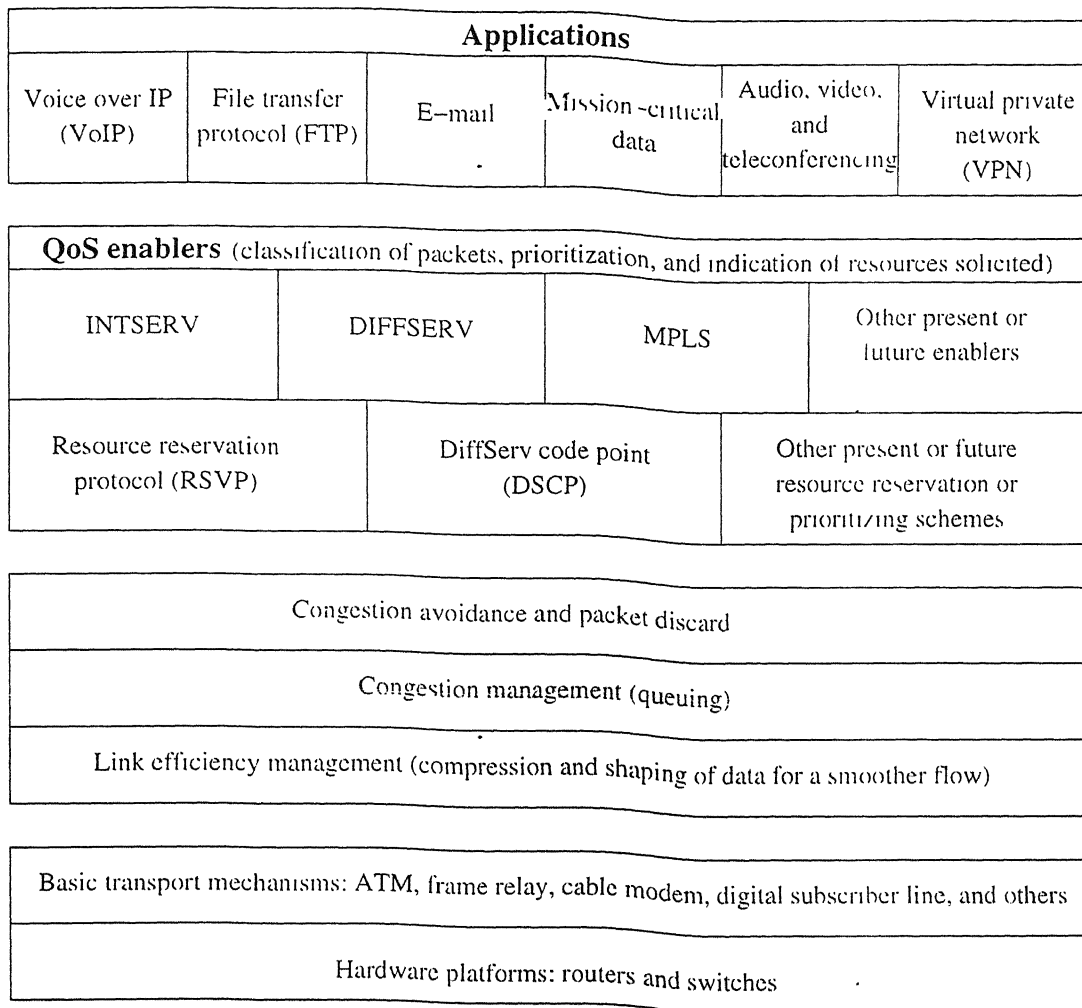 Applications
Voice over IP
(VoIP)
File transfer
protocol (FTP)
E-mail
Mission-critical
data
Audio, video,
and
teleconferencing
Virtual private
network
(VPN)
QoS enablers (classification of packets, prioritization, and indication of resources solicited)
INTSERV
DIFFSERV
MPLS
Other present or
future enablers
Resource reservation
protocol (RSVP)
DiffServ code point
(DSCP)
Other present or future
resource reservation or
prioritizing schemes
Congestion avoidance and packet discard
Congestion management (queuing)
Link efficiency management (compression and shaping of data for a smoother flow)
Basic transport mechanisms: ATM, frame relay, cable modem, digital subscriber line, and others
Hardware platforms: routers and switches